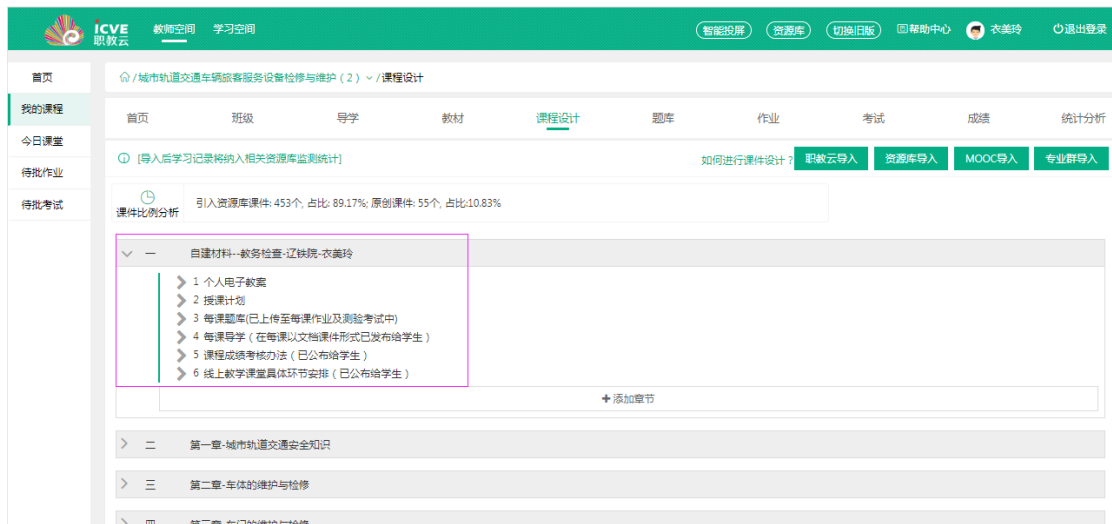 iCVE 职教云 教师空间 学习空间 智能投屏 资源库 切换旧版 帮助中心 衣美玲 退出登录
首页
我的课程
今日课堂
待批作业
待批考试
/城市轨道交通车辆旅客服务设备检修与维护（2）/课程设计
首页 班级 导学 教材 课程设计 题库 作业 考试 成绩 统计分析
[导入后学习记录将纳入相关资源库监测统计] 如何进行课件设计？ 职教云导入 资源库导入 MOOC导入 专业群导入
课件比例分析 引入资源库课件: 453个, 占比: 89.17%; 原创课件: 55个, 占比:10.83%
一 自建材料--教务检查-辽铁院-衣美玲
1 个人电子教案
2 授课计划
3 每课题库(已上传至每课作业及测验考试中)
4 每课导学（在每课以文档课件形式已发布给学生）
5 课程成绩考核办法（已公布给学生）
6 线上教学课堂具体环节安排（已公布给学生）
+添加章节
二 第一章-城市轨道交通安全知识
三 第二章-车体的维护与检修